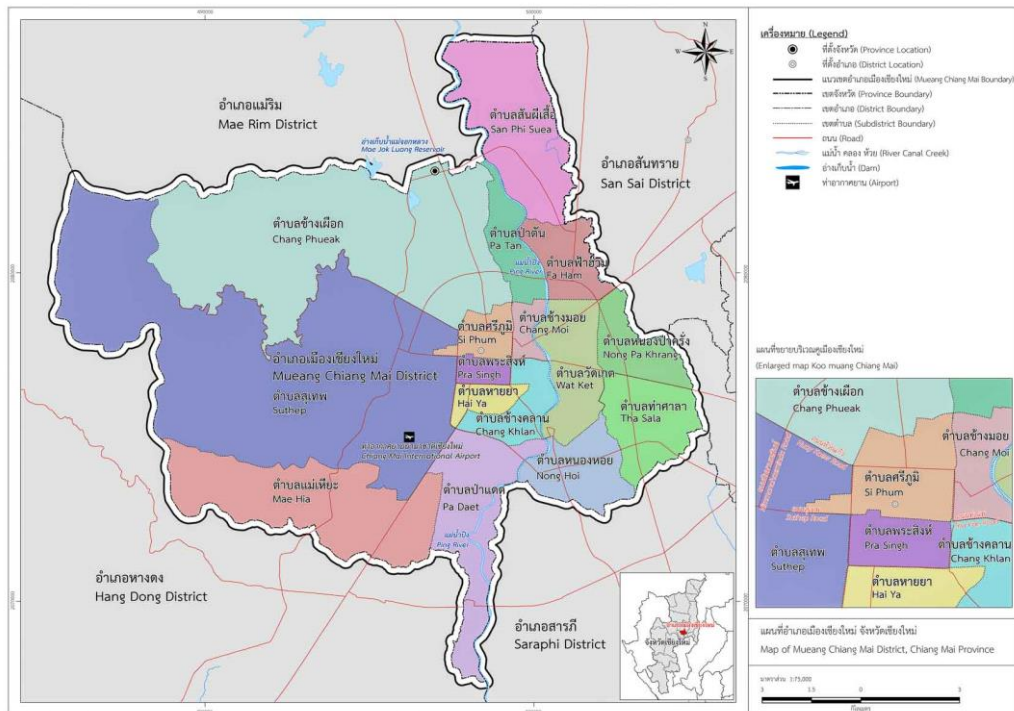 อำเภอแม่ริม
Mae Rim District
อ่างเก็บน้ำแม่จอกหลวง
Mae Jok Luang Reservoir
ตำบลสันผีเสื้อ
San Phi Suea
อำเภอสันทราย
San Sai District
ตำบลช้างเผือก
Chang Phueak
ตำบลป่าตัน
Pa Tan
แม่น้ำปิง
Ping River
ตำบลฟ้าฮ่าม
Fa Ham
ตำบลศรีภูมิ
Si Phum
ตำบลช้างมอย
Chang Moi
ตำบลหนองป่าครั่ง
Nong Pa Khrang
อำเภอเมืองเชียงใหม่
Mueang Chiang Mai District
ตำบลสุเทพ
Suthep
ตำบลพระสิงห์
Pra Singh
ตำบลวัดเกต
Wat Ket
ตำบลหายยา
Hai Ya
ตำบลท่าศาลา
Tha Sala
ตำบลช้างคลาน
Chang Khlan
Chiang Mai International Airport
ตำบลหนองหอย
Nong Hoi
ตำบลแม่เหียะ
Mae Hia
ตำบลป่าแดด
Pa Daet
แม่น้ำปิง
Ping River
อำเภอหางดง
Hang Dong District
อำเภอสารภี
Saraphi District
อำเภอเมืองเชียงใหม่
จังหวัดเชียงใหม่
N
W
E
S
เครื่องหมาย (Legend)
ที่ตั้งจังหวัด (Province Location)
ที่ตั้งอำเภอ (District Location)
แนวเขตอำเภอเมืองเชียงใหม่ (Mueang Chiang Mai Boundary)
เขตจังหวัด (Province Boundary)
เขตอำเภอ (District Boundary)
เขตตำบล (Subdistrict Boundary)
ถนน (Road)
แม่น้ำ คลอง ห้วย (River Canal Creek)
อ่างเก็บน้ำ (Dam)
ท่าอากาศยาน (Airport)
แผนที่ขยายบริเวณคูเมืองเชียงใหม่
(Enlarged map Koo muang Chiang Mai)
ตำบลช้างเผือก
Chang Phueak
ตำบลช้างมอย
Chang Moi
ตำบลศรีภูมิ
Si Phum
Suthep Road
ตำบลสุเทพ
Suthep
ตำบลพระสิงห์
Pra Singh
ตำบลช้างคลาน
Chang Khlan
ตำบลหายยา
Hai Ya
แผนที่อำเภอเมืองเชียงใหม่ จังหวัดเชียงใหม่
Map of Mueang Chiang Mai District, Chiang Mai Province
มาตราส่วน 1:75,000
3 1.5 0 3
กิโลเมตร